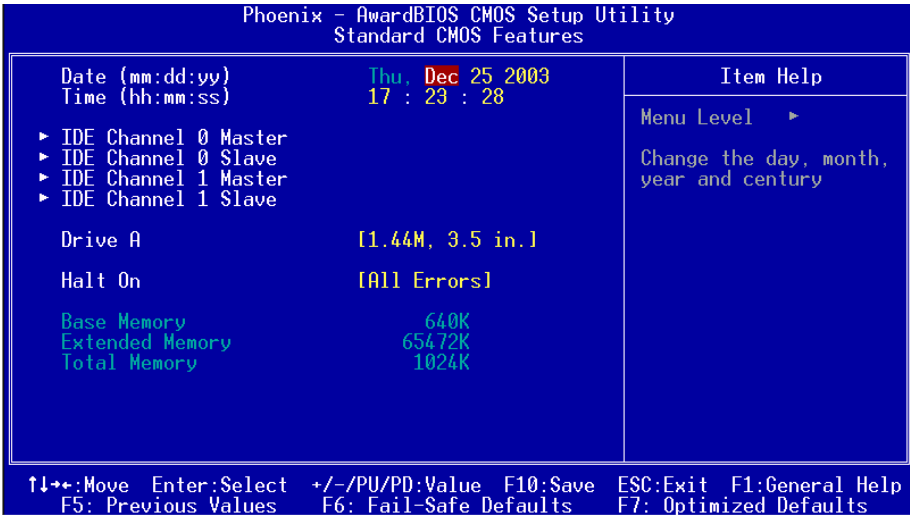 Phoenix - AwardBIOS CMOS Setup Utility
Standard CMOS Features
Date (mm:dd:yy) Thu, Dec 25 2003
Time (hh:mm:ss) 17 : 23 : 28
► IDE Channel 0 Master
► IDE Channel 0 Slave
► IDE Channel 1 Master
► IDE Channel 1 Slave
Drive A [1.44M, 3.5 in.]
Halt On [All Errors]
Base Memory 640K
Extended Memory 65472K
Total Memory 1024K
Item Help
Menu Level ►
Change the day, month,
year and century
↑↓→←:Move Enter:Select +/-/PU/PD:Value F10:Save ESC:Exit F1:General Help
F5: Previous Values F6: Fail-Safe Defaults F7: Optimized Defaults